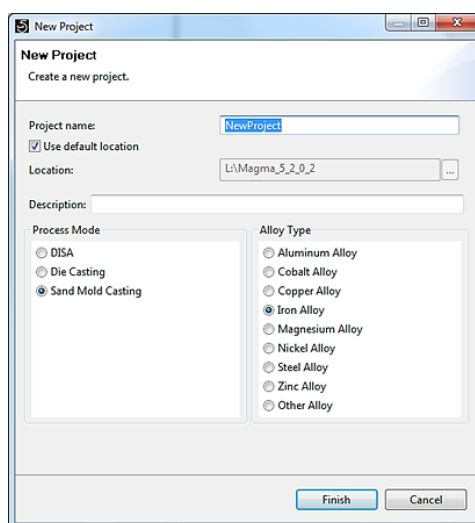 New Project
New Project
Create a new project.
Project name: NewProject
Use default location
Location: L:\Magma_5_2_0_2 ...
Description:
Process Mode
DISA
Die Casting
Sand Mold Casting
Alloy Type
Aluminum Alloy
Cobalt Alloy
Copper Alloy
Iron Alloy
Magnesium Alloy
Nickel Alloy
Steel Alloy
Zinc Alloy
Other Alloy
Finish Cancel